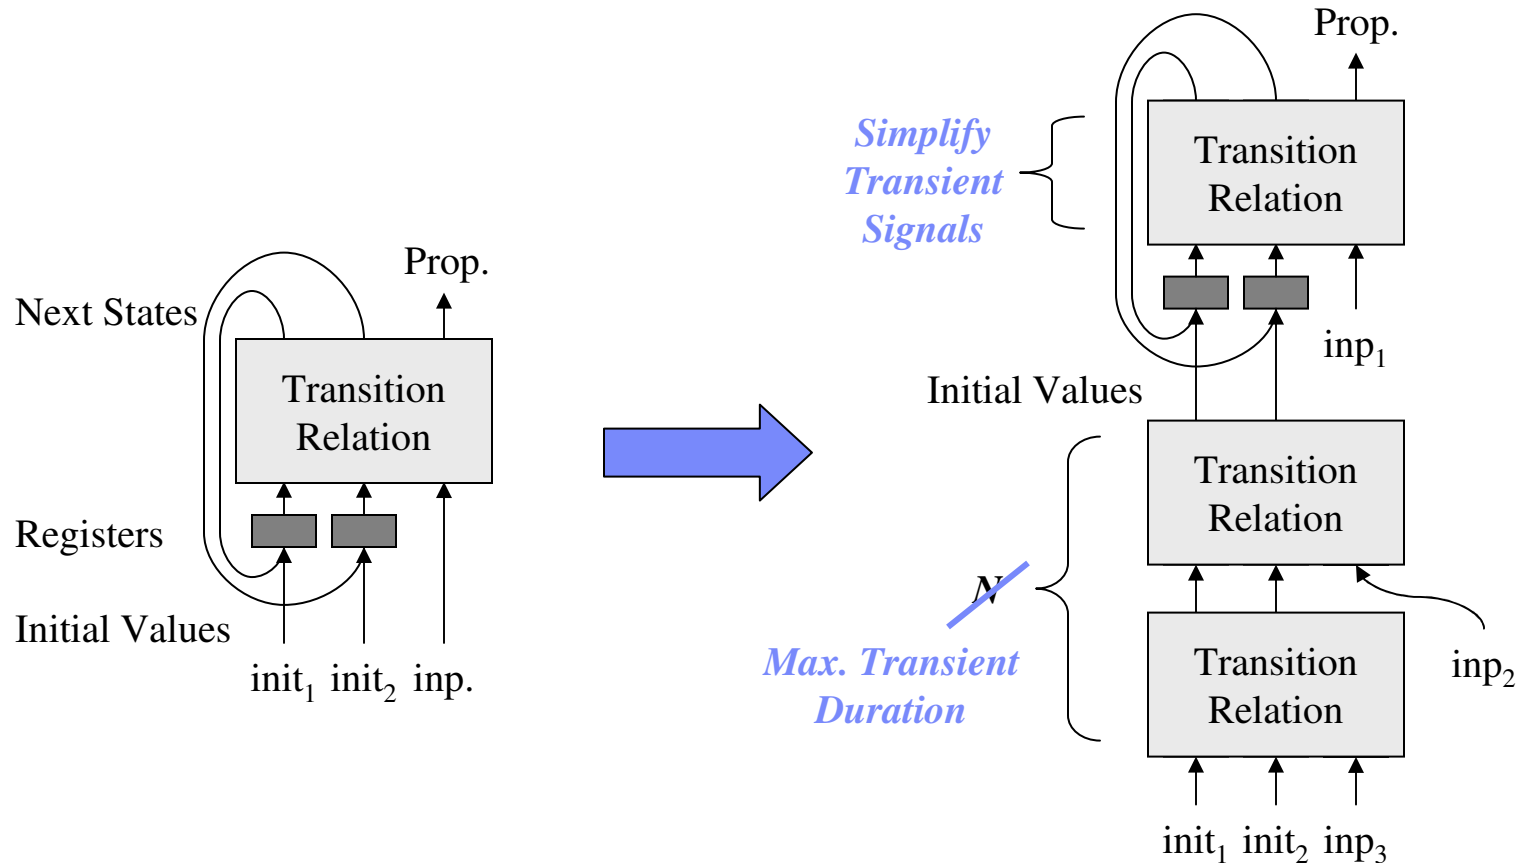 Next States
Prop.
Transition
Relation
Registers
Initial Values
init₁ init₂ inp.
Prop.
Simplify
Transient
Signals
Transition
Relation
inp₁
Initial Values
Transition
Relation
N
Max. Transient
Duration
inp₂
Transition
Relation
init₁ init₂ inp₃